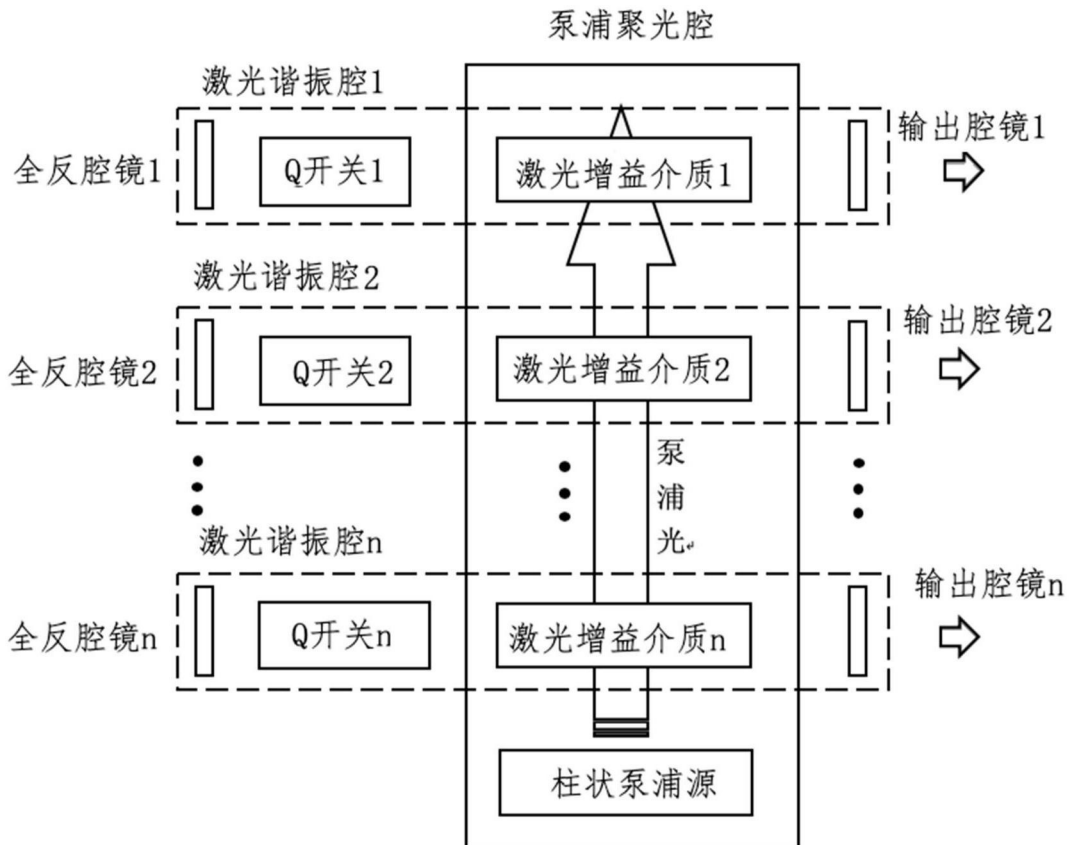 泵浦聚光腔
激光谐振腔1
输出腔镜1
全反腔镜1
Q开关1
激光增益介质1
激光谐振腔2
输出腔镜2
全反腔镜2
Q开关2
激光增益介质2
泵
浦
光
激光谐振腔n
输出腔镜n
全反腔镜n
Q开关n
激光增益介质n
柱状泵浦源